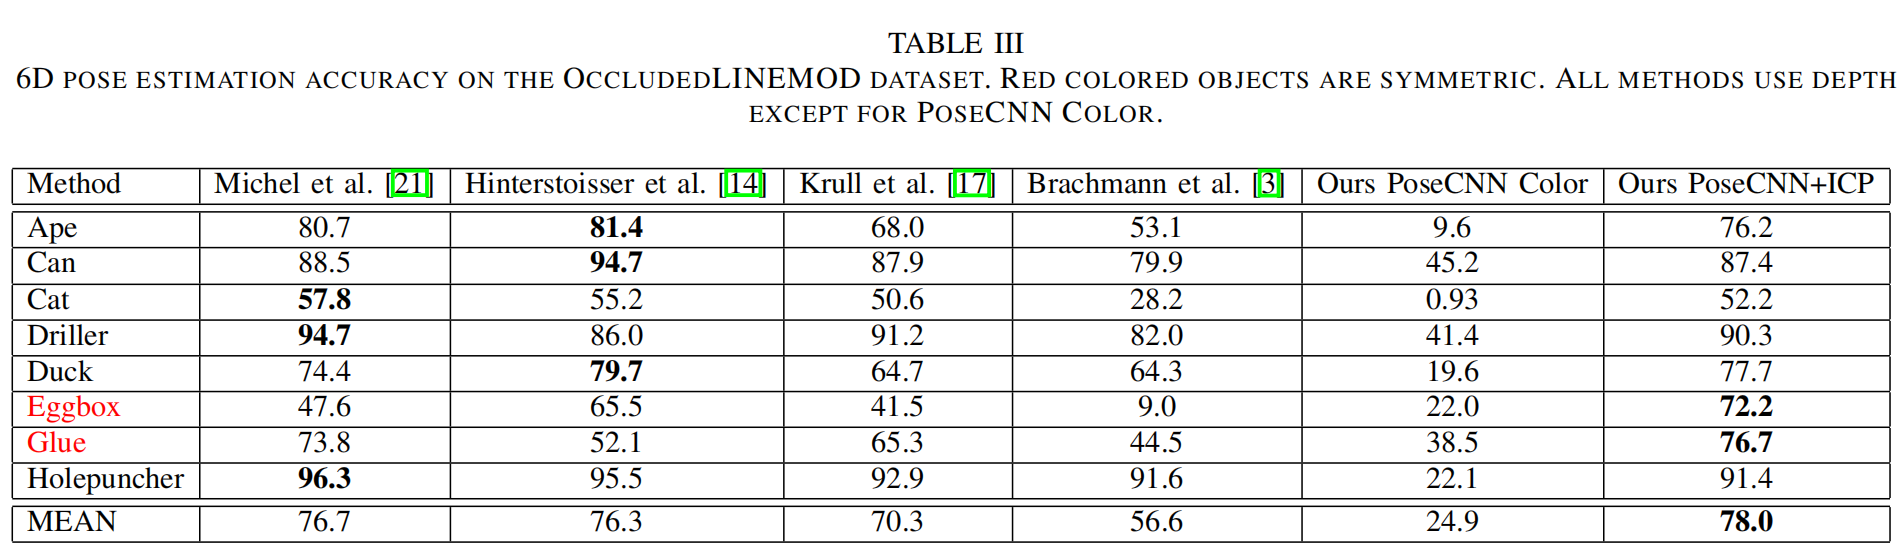 TABLE III
6D POSE ESTIMATION ACCURACY ON THE OCCLUDEDLINEMOD DATASET. RED COLORED OBJECTS ARE SYMMETRIC. ALL METHODS USE DEPTH
EXCEPT FOR POSECNN COLOR.
Method Michel et al. [21] Hinterstoisser et al. [14] Krull et al. [17] Brachmann et al. [3] Ours PoseCNN Color Ours PoseCNN+ICP
Ape 80.7 81.4 68.0 53.1 9.6 76.2
Can 88.5 94.7 87.9 79.9 45.2 87.4
Cat 57.8 55.2 50.6 28.2 0.93 52.2
Driller 94.7 86.0 91.2 82.0 41.4 90.3
Duck 74.4 79.7 64.7 64.3 19.6 77.7
Eggbox 47.6 65.5 41.5 9.0 22.0 72.2
Glue 73.8 52.1 65.3 44.5 38.5 76.7
Holepuncher 96.3 95.5 92.9 91.6 22.1 91.4
MEAN 76.7 76.3 70.3 56.6 24.9 78.0